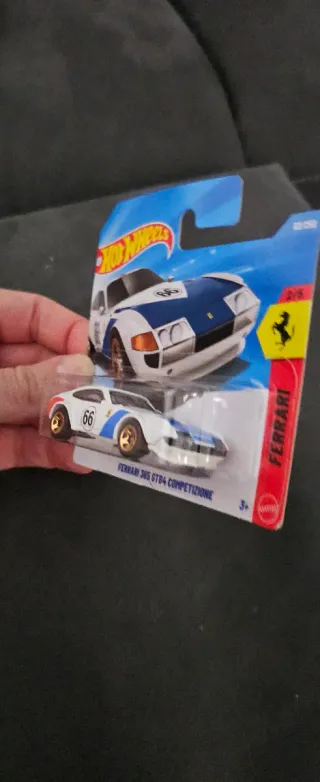 HOT WHEELS
66
2/5
FERRARI
66
FERRARI 365 GTB4 COMPETIZIONE
3+